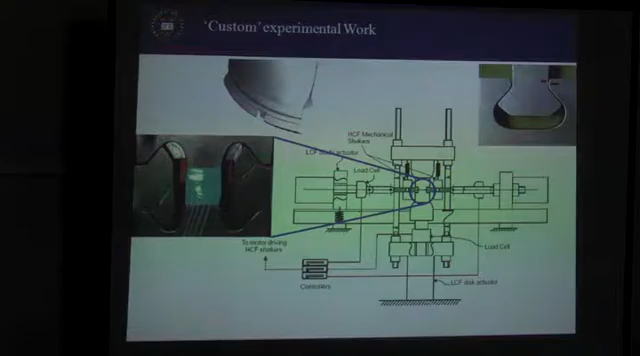 'Custom' experimental Work
HCF Mechanical
Shakers
LCF blade actuator
Load Cell
To motor driving
HCF shakers
Controllers
Load Cell
LCF disk actuator